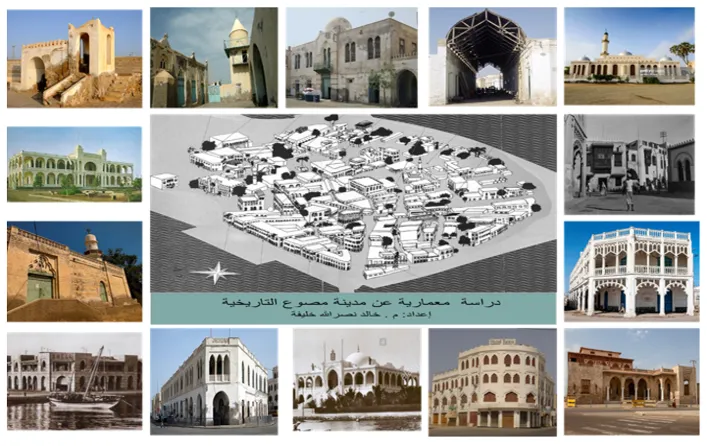 دراسة معمارية عن مدينة مصوع التاريخية
إعداد: م . خالد نصرالله خليفة